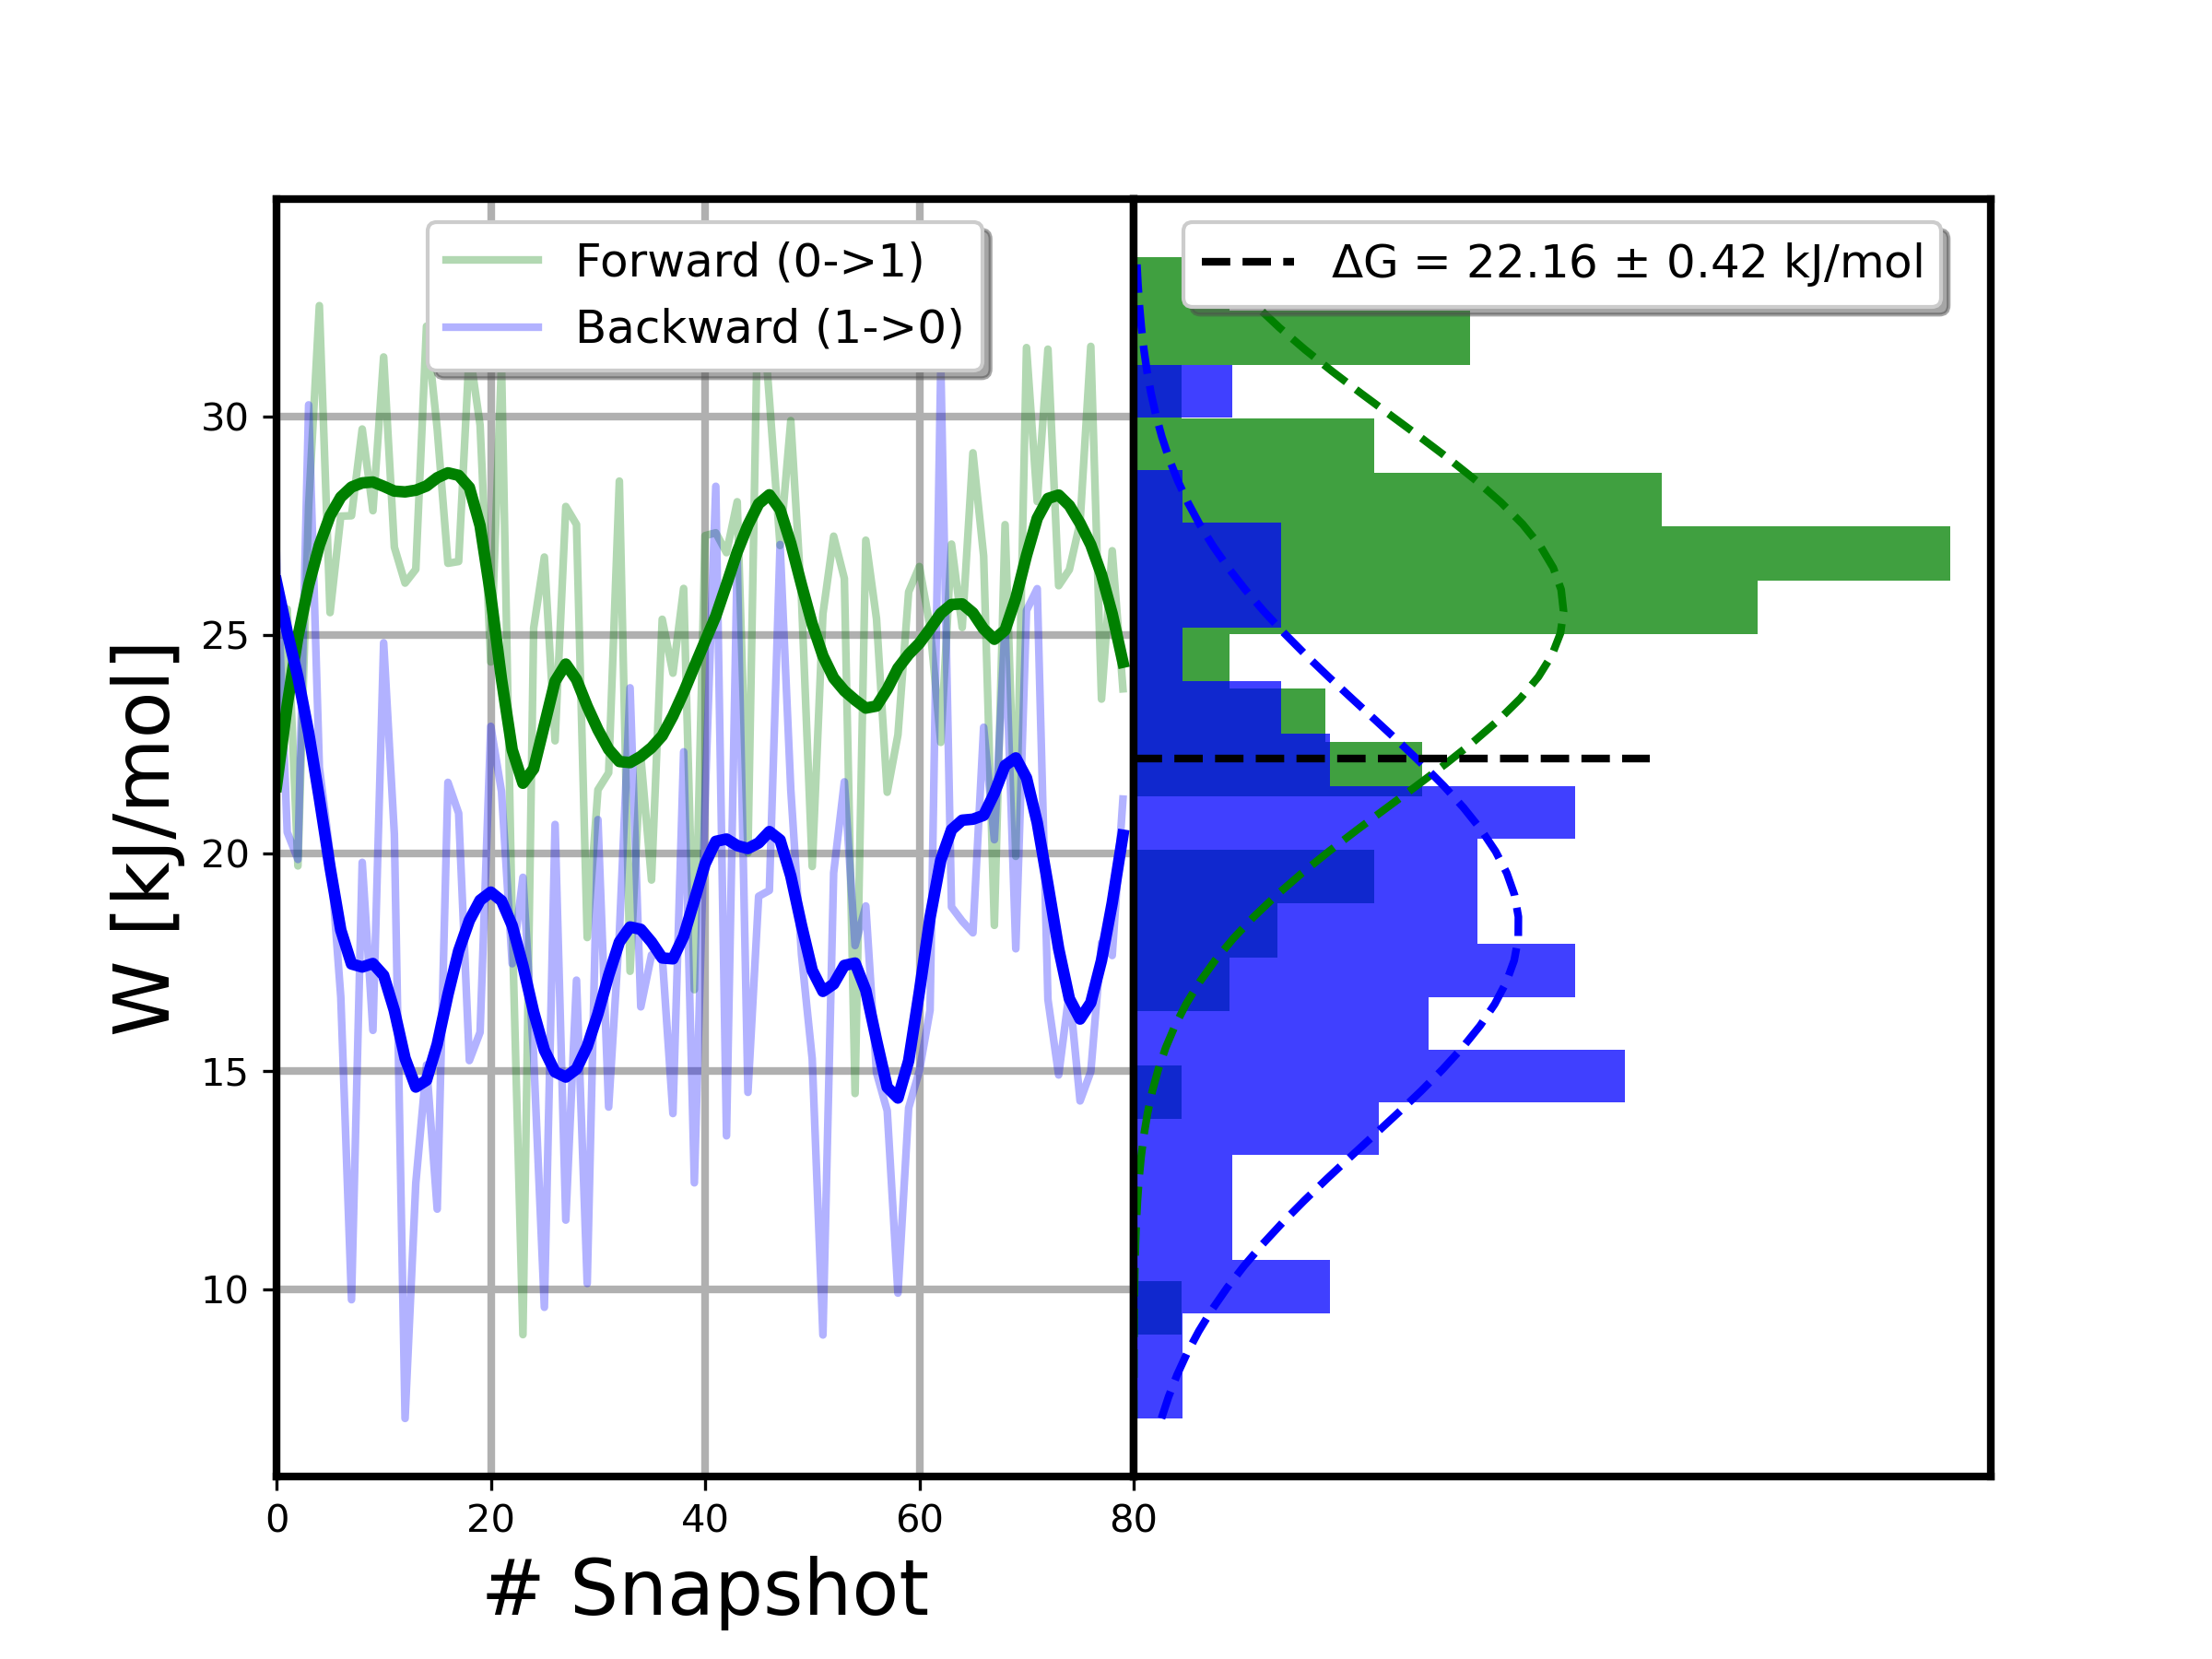 Forward (0->1)
Backward (1->0)
ΔG = 22.16 ± 0.42 kJ/mol
W [kJ/mol]
30
25
20
15
10
0 20 40 60 80
# Snapshot